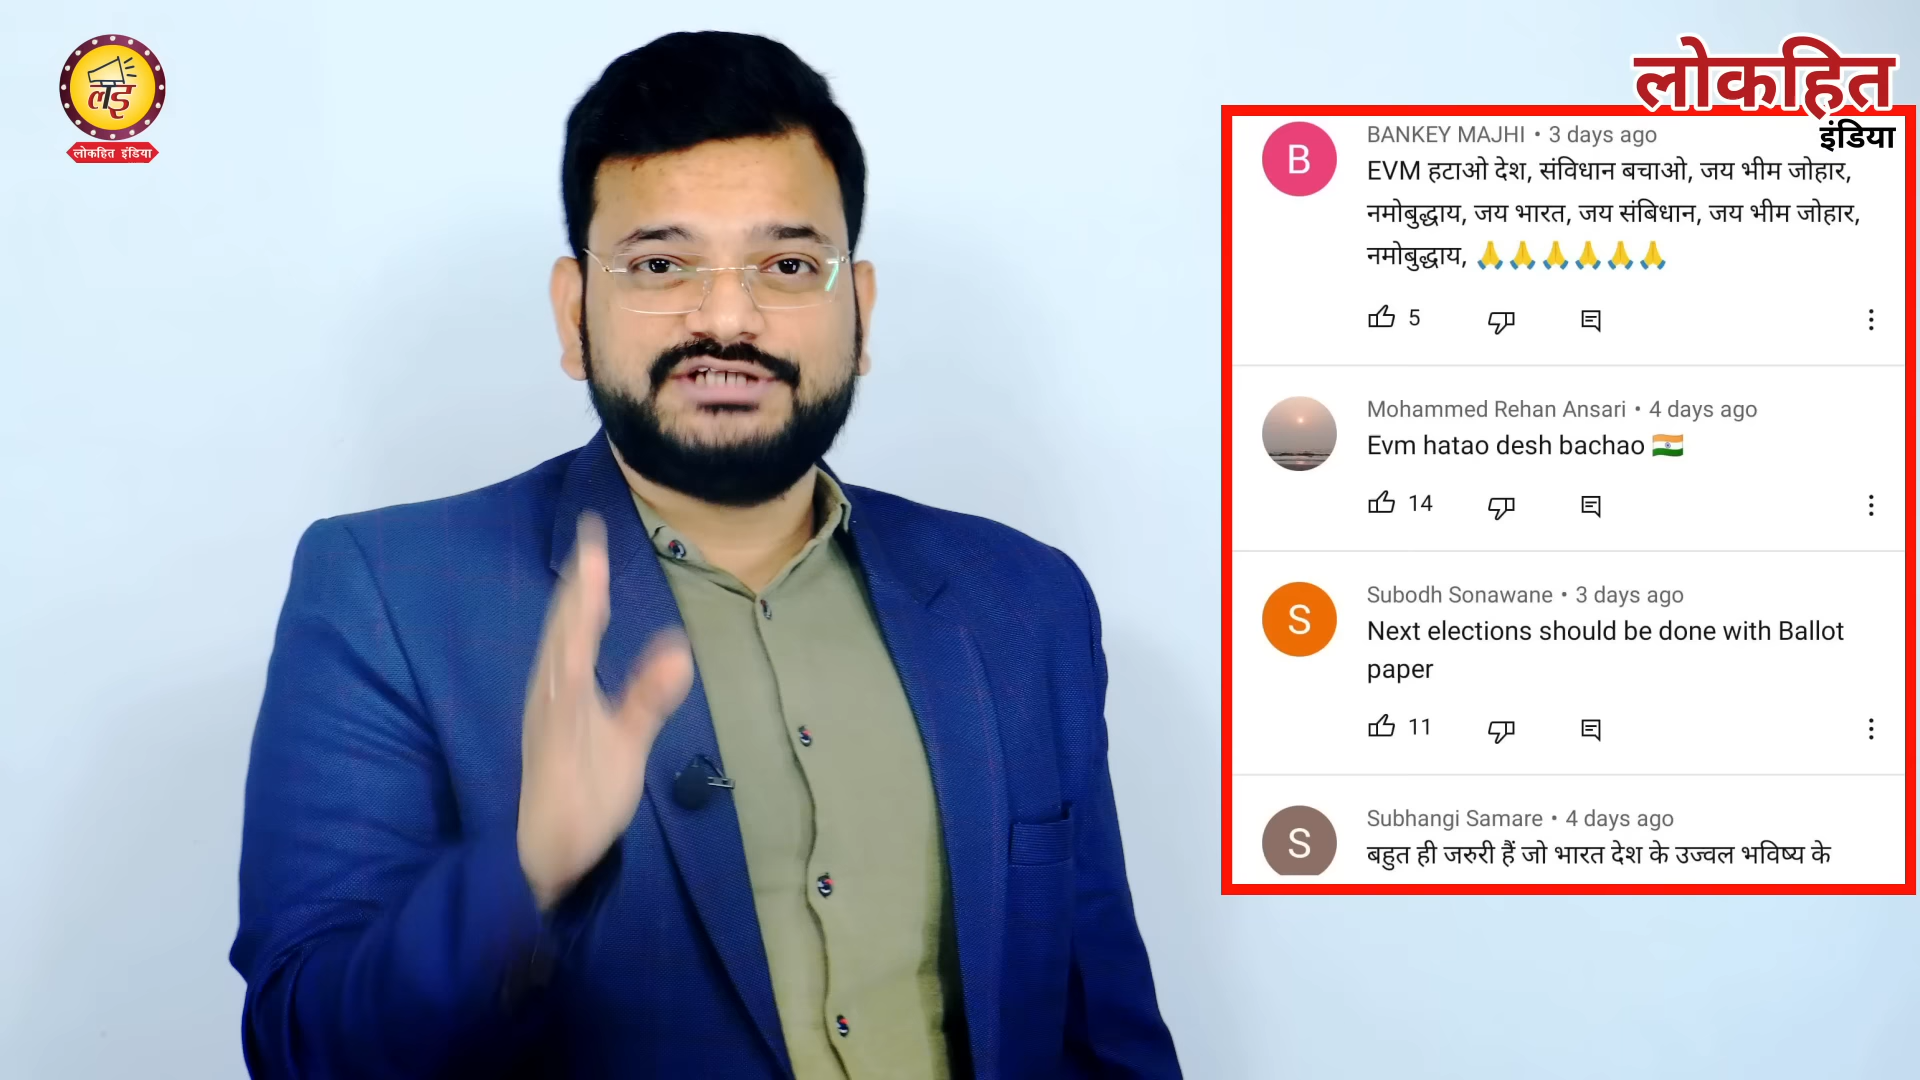 लइ
लोकहित इंडिया
लोकहित
इंडिया
B
BANKEY MAJHI • 3 days ago
EVM हटाओ देश, संविधान बचाओ, जय भीम जोहार,
नमोबुद्धाय, जय भारत, जय संबिधान, जय भीम जोहार,
नमोबुद्धाय, 🙏🙏🙏🙏🙏🙏
5
Mohammed Rehan Ansari • 4 days ago
Evm hatao desh bachao 🇮🇳
14
S
Subodh Sonawane • 3 days ago
Next elections should be done with Ballot
paper
11
S
Subhangi Samare • 4 days ago
बहुत ही जरुरी हैं जो भारत देश के उज्वल भविष्य के